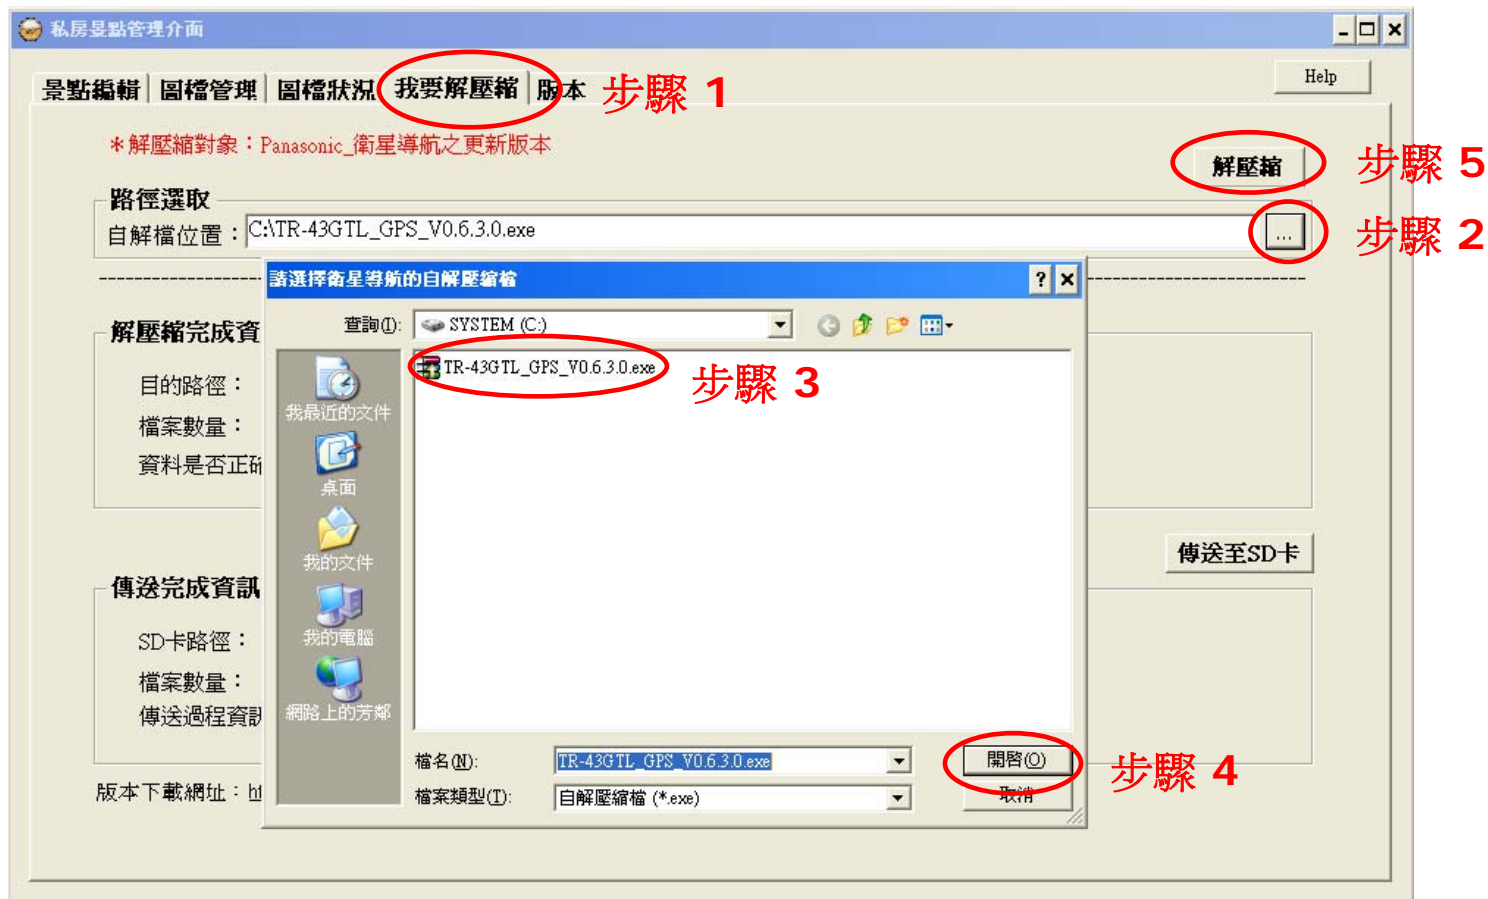 私房景點管理介面
景點編輯 圖檔管理 圖檔狀況 我要解壓縮 版本 步驟 1 Help
*解壓縮對象：Panasonic_衛星導航之更新版本
解壓縮 步驟 5
路徑選取
自解檔位置： C:\TR-43GTL_GPS_V0.6.3.0.exe ... 步驟 2
請選擇衛星導航的自解壓縮檔
查詢(I): SYSTEM (C:)
解壓縮完成資
TR-43GTL_GPS_V0.6.3.0.exe 步驟 3
目的路徑：
我最近的文件
檔案數量：
資料是否正確
桌面
我的文件
傳送至SD卡
傳送完成資訊
SD卡路徑：
我的電腦
檔案數量：
傳送過程資訊
網路上的芳鄰
檔名(N): TR-43GTL_GPS_V0.6.3.0.exe 開啓(O) 步驟 4
版本下載網址：ht
檔案類型(T): 自解壓縮檔 (*.exe) 取消